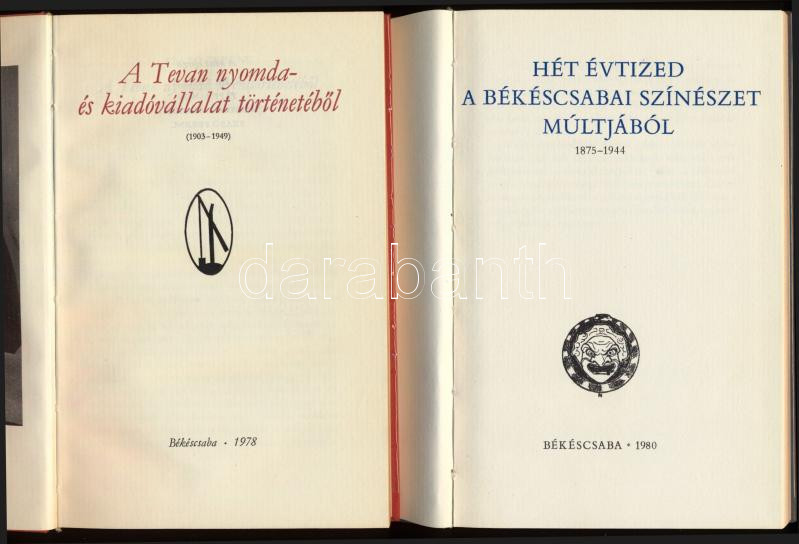 A Tevan nyomda-
és kiadóvállalat történetéből
(1903–1949)
Békéscsaba • 1978
HÉT ÉVTIZED
A BÉKÉSCSABAI SZÍNÉSZET
MÚLTJÁBÓL
1875–1944
BÉKÉSCSABA * 1980
darabanth